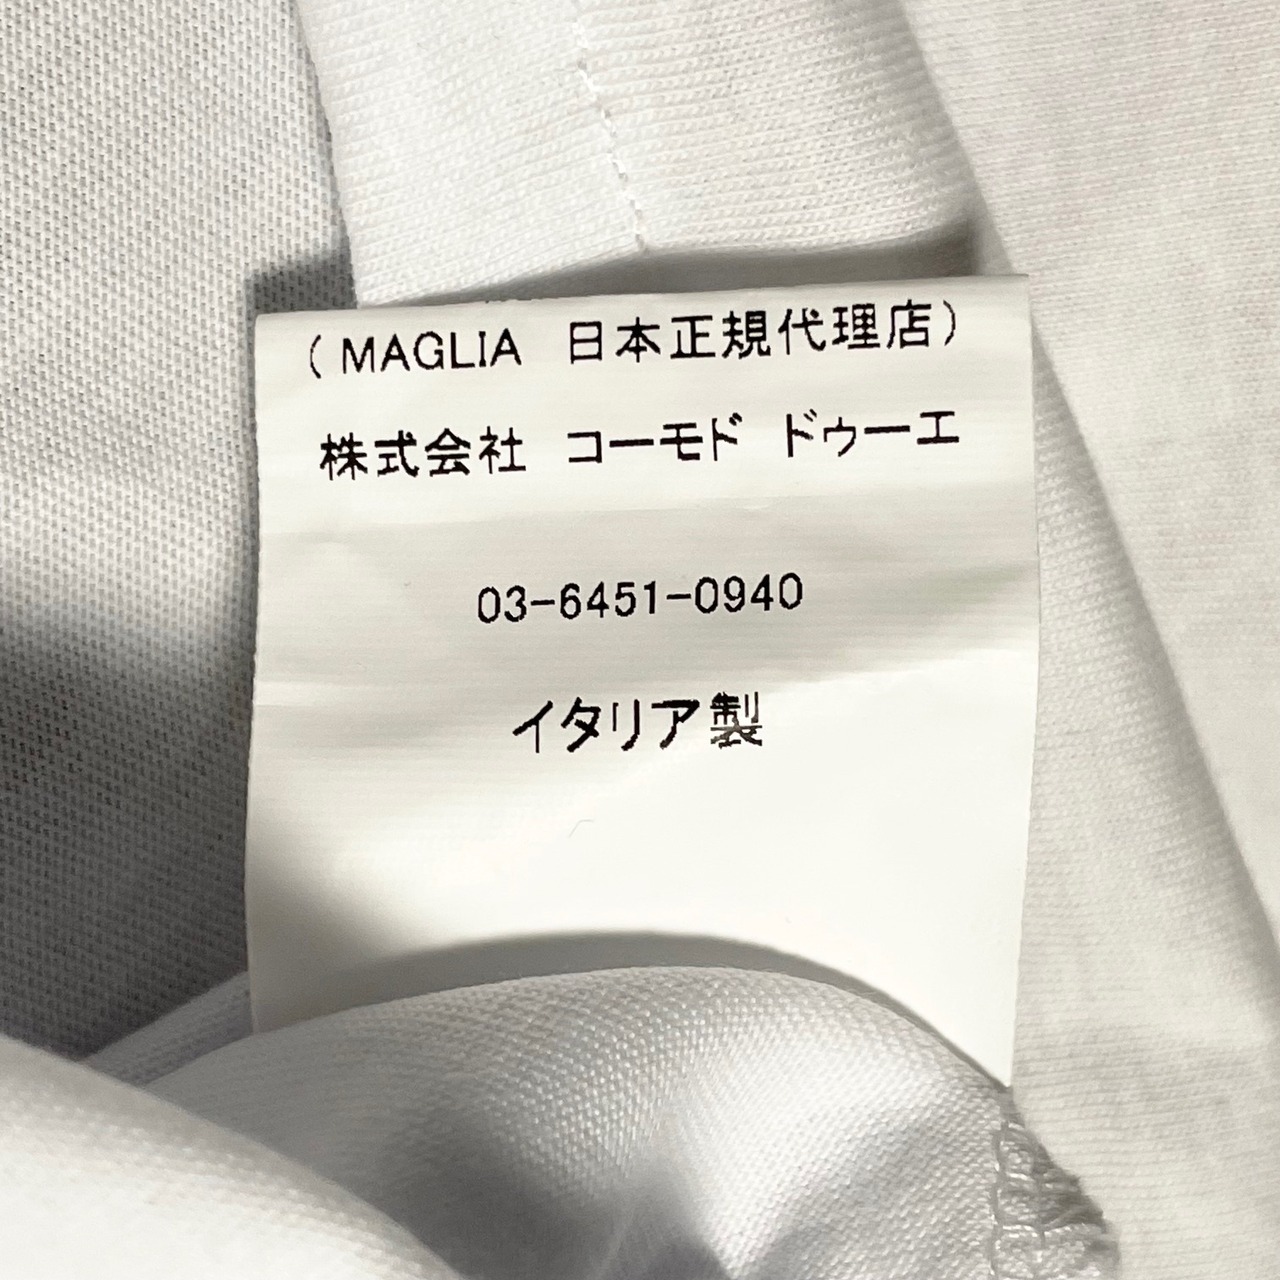 ( MAGLIA 日本正規代理店)
株式会社 コーモド ドゥーエ
03-6451-0940
イタリア製